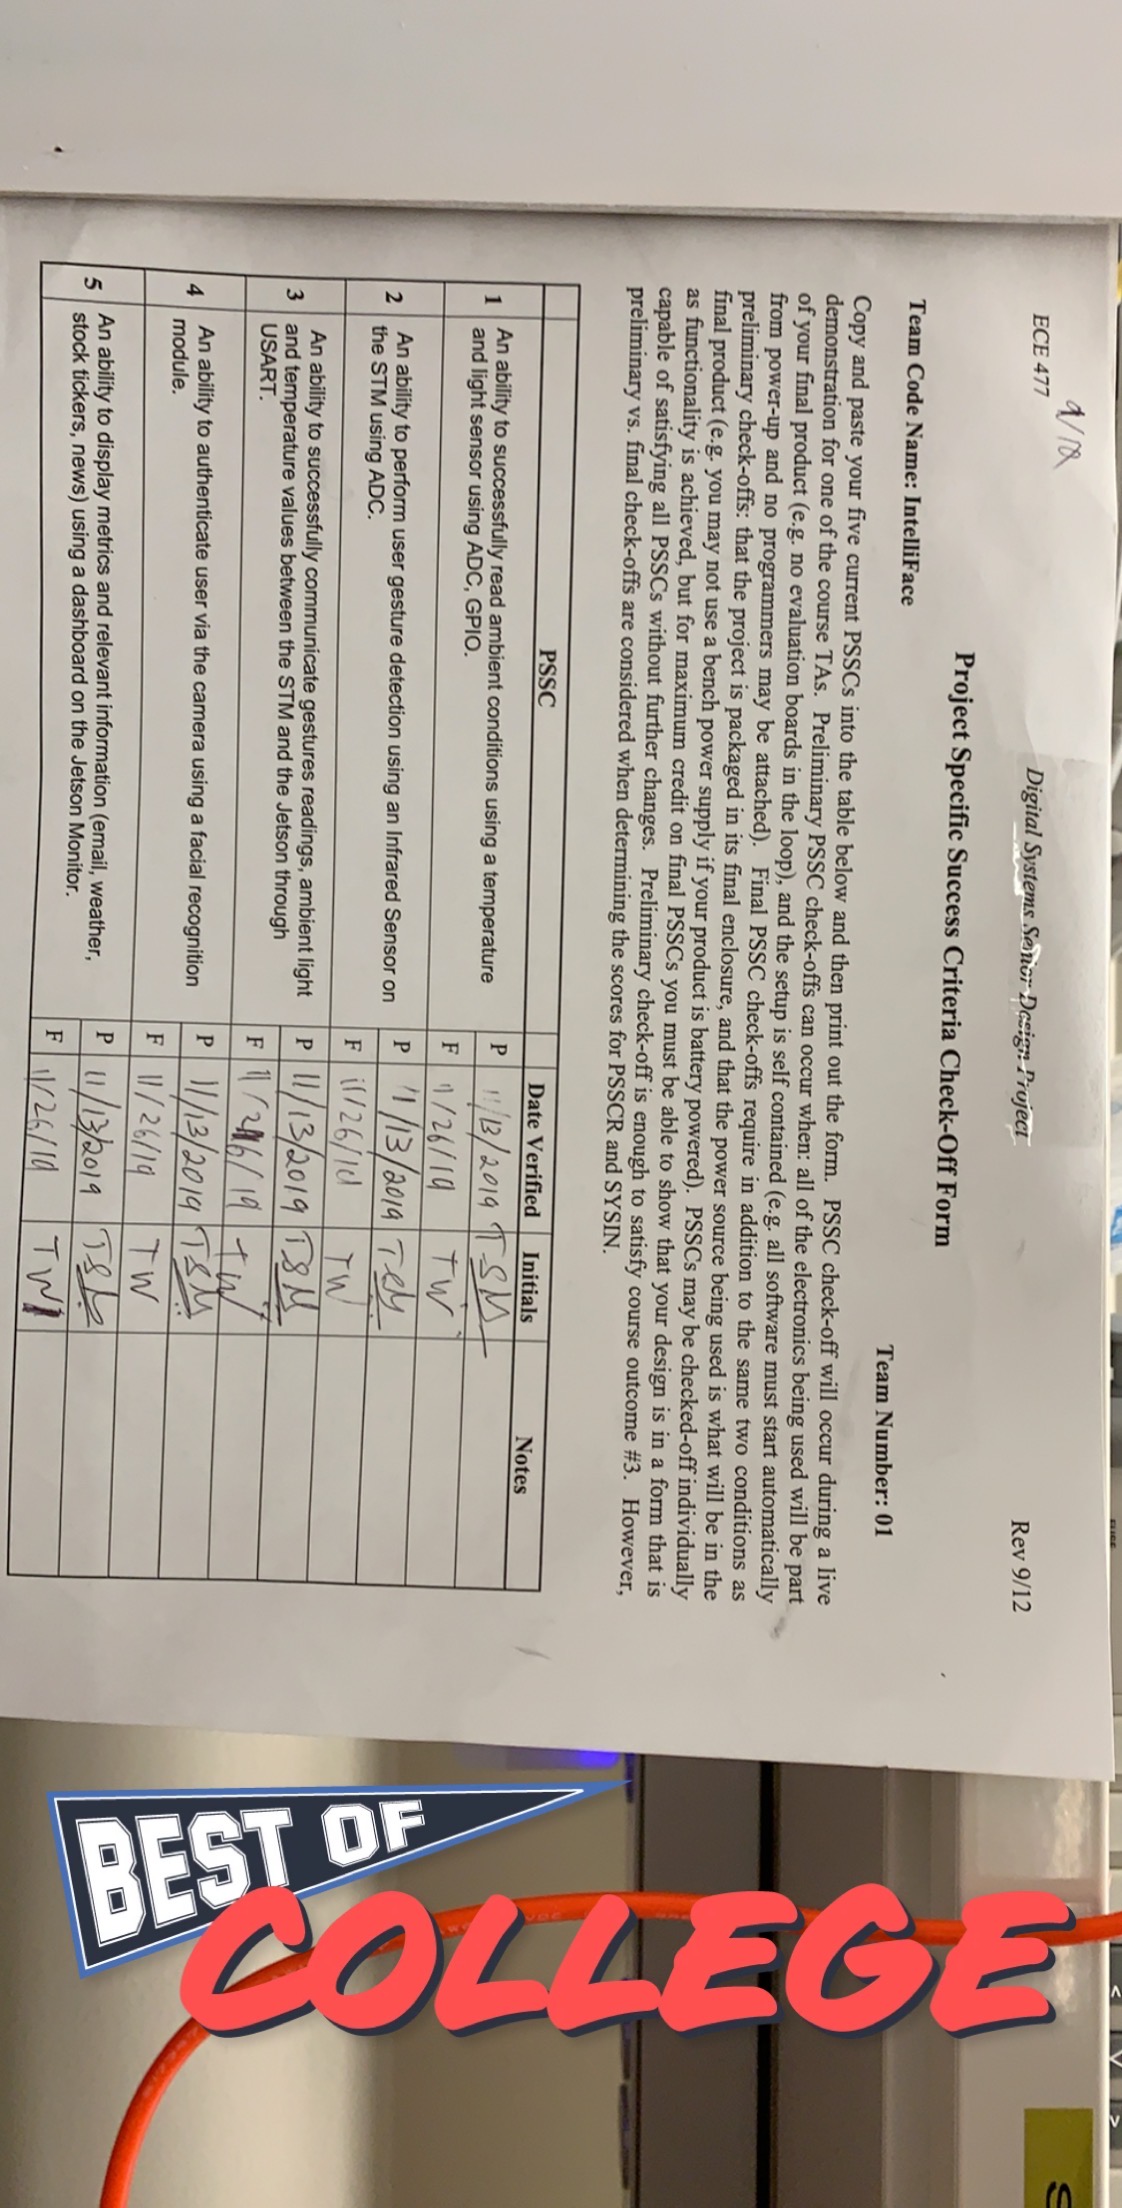 ECE 477
Digital Systems Senior Design Project
Rev 9/12
Project Specific Success Criteria Check-Off Form
Team Code Name: IntelliFace
Team Number: 01
Copy and paste your five current PSSCs into the table below and then print out the form. PSSC check-off will occur during a live
demonstration for one of the course TAs. Preliminary PSSC check-offs can occur when: all of the electronics being used will be part
of your final product (e.g. no evaluation boards in the loop), and the setup is self contained (e.g. all software must start automatically
from power-up and no programmers may be attached). Final PSSC check-offs require in addition to the same two conditions as
preliminary check-offs: that the project is packaged in its final enclosure, and that the power source being used is what will be in the
final product (e.g. you may not use a bench power supply if your product is battery powered). PSSCs may be checked-off individually
as functionality is achieved, but for maximum credit on final PSSCs you must be able to show that your design is in a form that is
capable of satisfying all PSSCs without further changes. Preliminary check-off is enough to satisfy course outcome #3. However,
preliminary vs. final check-offs are considered when determining the scores for PSSCR and SYSIN.
PSSC Date Verified Initials Notes
1 An ability to successfully read ambient conditions using a temperature
and light sensor using ADC, GPIO.
P 11/13/2019 TSM
F 11/26/19 TW
2 An ability to perform user gesture detection using an Infrared Sensor on
the STM using ADC.
P 11/13/2019 TSM
F 11/26/19 TW
3 An ability to successfully communicate gestures readings, ambient light
and temperature values between the STM and the Jetson through
USART.
P 11/13/2019 TSM
F 11/26/19 TW
4 An ability to authenticate user via the camera using a facial recognition
module.
P 11/13/2019 TSM
F 11/26/19 TW
5 An ability to display metrics and relevant information (email, weather,
stock tickers, news) using a dashboard on the Jetson Monitor.
P 11/13/2019 TSM
F 11/26/19 TW
BEST OF
COLLEGE